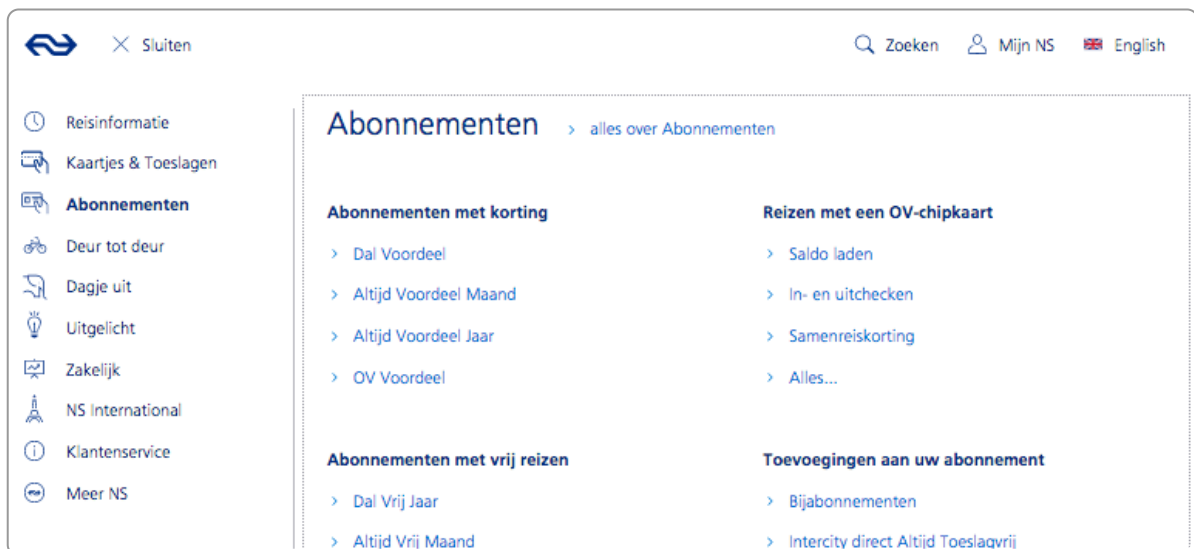 Sluiten
Zoeken
Mijn NS
English
Reisinformatie
Kaartjes & Toeslagen
Abonnementen
Deur tot deur
Dagje uit
Uitgelicht
Zakelijk
NS International
Klantenservice
Meer NS
Abonnementen > alles over Abonnementen
Abonnementen met korting
> Dal Voordeel
> Altijd Voordeel Maand
> Altijd Voordeel Jaar
> OV Voordeel
Reizen met een OV-chipkaart
> Saldo laden
> In- en uitchecken
> Samenreiskorting
> Alles...
Abonnementen met vrij reizen
> Dal Vrij Jaar
> Altijd Vrij Maand
Toevoegingen aan uw abonnement
> Bijabonnementen
> Intercity direct Altijd Toeslagvrij